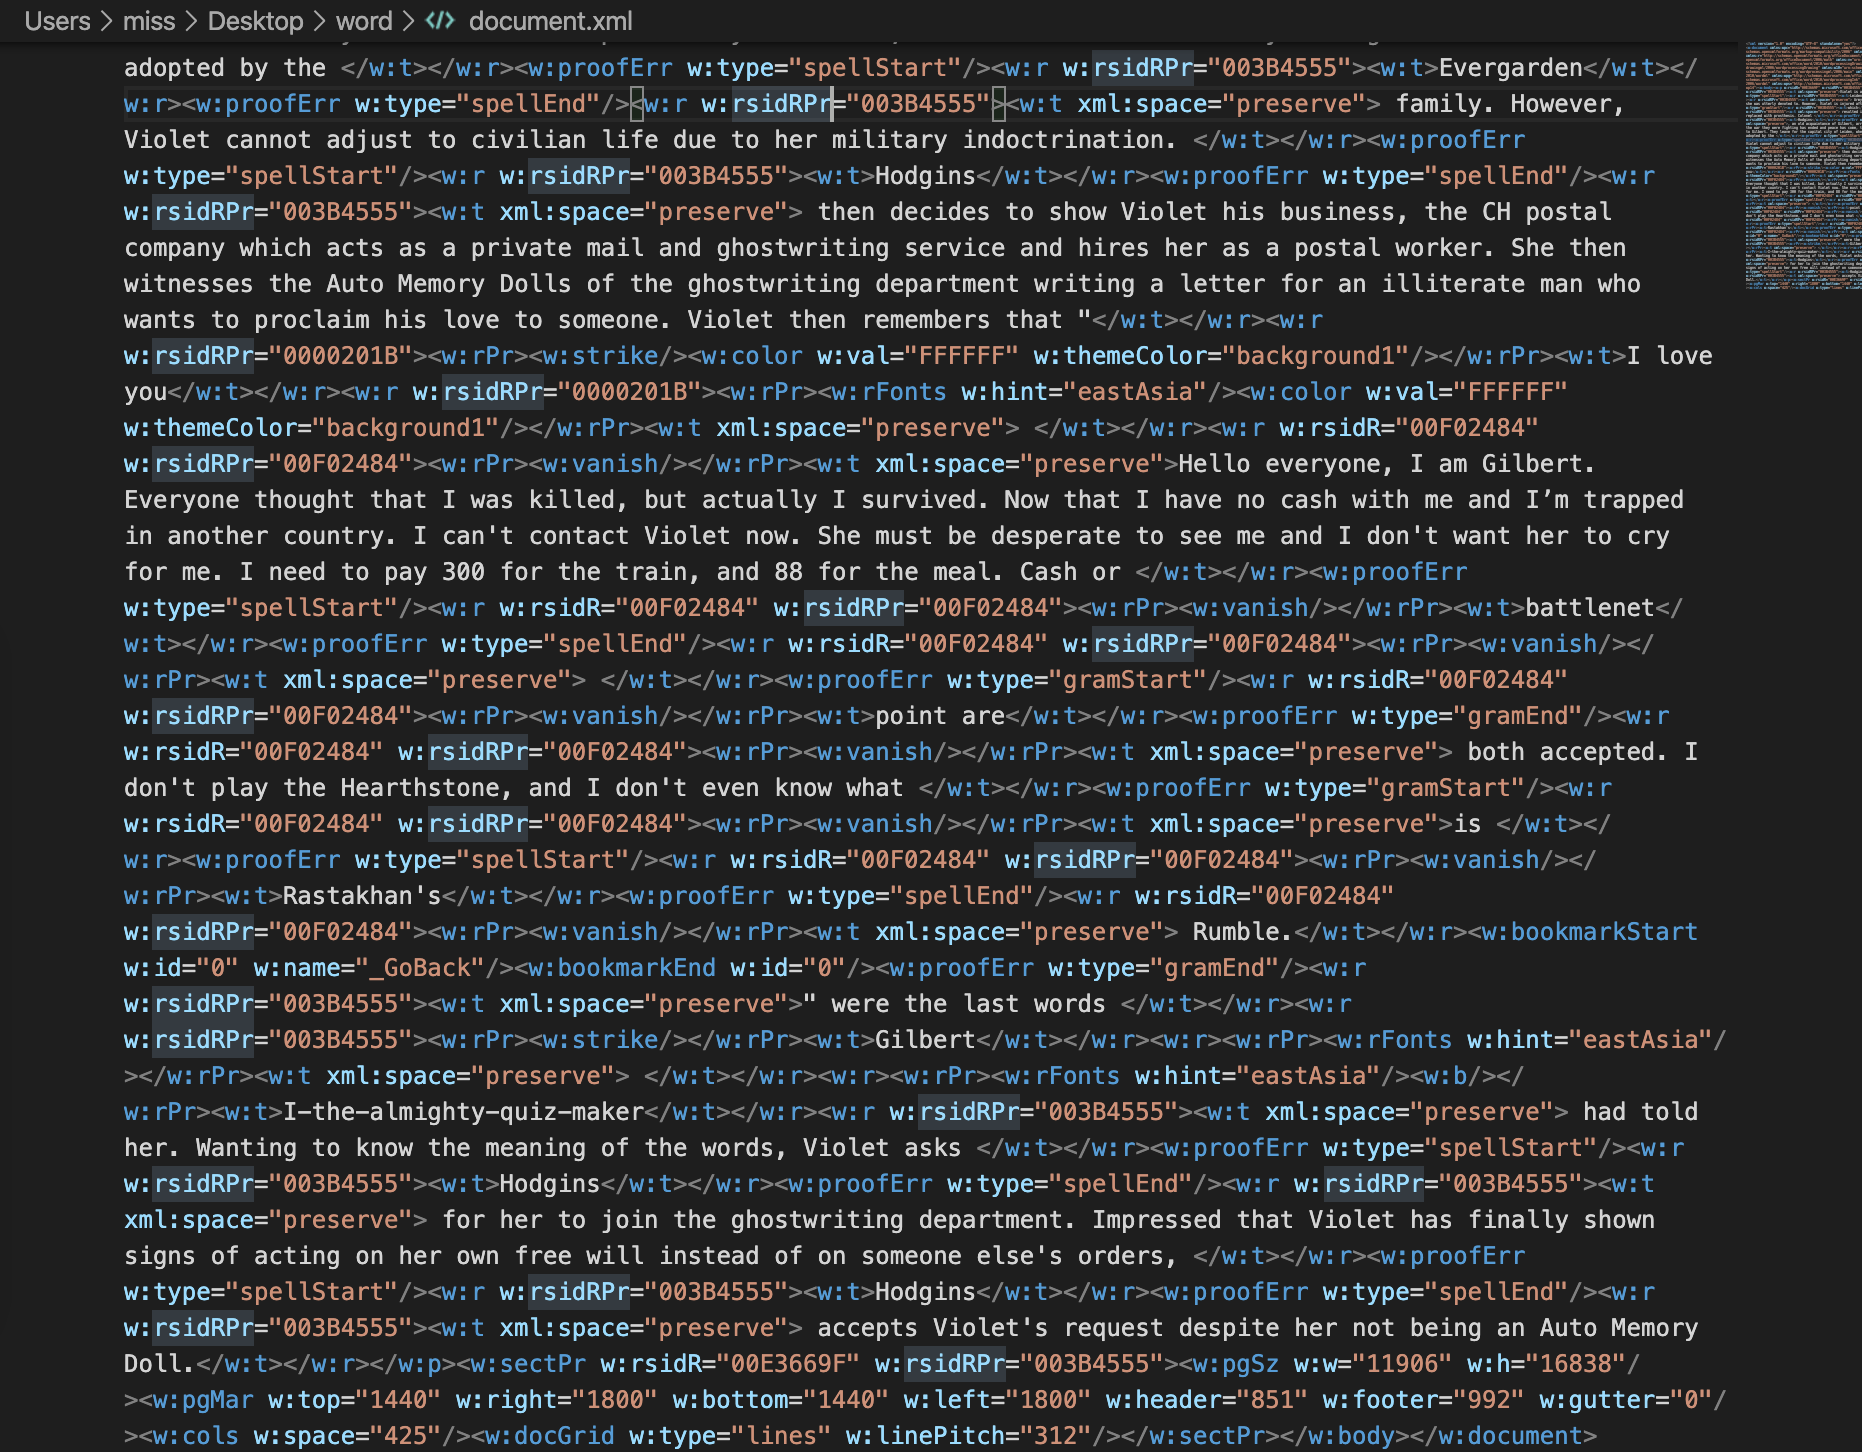 Users > miss > Desktop > word > document.xml
adopted by the </w:t></w:r><w:proofErr w:type="spellStart"/><w:r w:rsidRPr="003B4555"><w:t>Evergarden</w:t></
w:r><w:proofErr w:type="spellEnd"/><w:r w:rsidRPr="003B4555"><w:t xml:space="preserve"> family. However,
Violet cannot adjust to civilian life due to her military indoctrination. </w:t></w:r><w:proofErr
w:type="spellStart"/><w:r w:rsidRPr="003B4555"><w:t>Hodgins</w:t></w:r><w:proofErr w:type="spellEnd"/><w:r
w:rsidRPr="003B4555"><w:t xml:space="preserve"> then decides to show Violet his business, the CH postal
company which acts as a private mail and ghostwriting service and hires her as a postal worker. She then
witnesses the Auto Memory Dolls of the ghostwriting department writing a letter for an illiterate man who
wants to proclaim his love to someone. Violet then remembers that "</w:t></w:r><w:r
w:rsidRPr="0000201B"><w:rPr><w:strike/><w:color w:val="FFFFFF" w:themeColor="background1"/></w:rPr><w:t>I love
you</w:t></w:r><w:r w:rsidRPr="0000201B"><w:rPr><w:rFonts w:hint="eastAsia"/><w:color w:val="FFFFFF"
w:themeColor="background1"/></w:rPr><w:t xml:space="preserve"> </w:t></w:r><w:r w:rsidR="00F02484"
w:rsidRPr="00F02484"><w:rPr><w:vanish/></w:rPr><w:t xml:space="preserve">Hello everyone, I am Gilbert.
Everyone thought that I was killed, but actually I survived. Now that I have no cash with me and I’m trapped
in another country. I can't contact Violet now. She must be desperate to see me and I don't want her to cry
for me. I need to pay 300 for the train, and 88 for the meal. Cash or </w:t></w:r><w:proofErr
w:type="spellStart"/><w:r w:rsidR="00F02484" w:rsidRPr="00F02484"><w:rPr><w:vanish/></w:rPr><w:t>battlenet</
w:t></w:r><w:proofErr w:type="spellEnd"/><w:r w:rsidR="00F02484" w:rsidRPr="00F02484"><w:rPr><w:vanish/></
w:rPr><w:t xml:space="preserve"> </w:t></w:r><w:proofErr w:type="gramStart"/><w:r w:rsidR="00F02484"
w:rsidRPr="00F02484"><w:rPr><w:vanish/></w:rPr><w:t>point are</w:t></w:r><w:proofErr w:type="gramEnd"/><w:r
w:rsidR="00F02484" w:rsidRPr="00F02484"><w:rPr><w:vanish/></w:rPr><w:t xml:space="preserve"> both accepted. I
don't play the Hearthstone, and I don't even know what </w:t></w:r><w:proofErr w:type="gramStart"/><w:r
w:rsidR="00F02484" w:rsidRPr="00F02484"><w:rPr><w:vanish/></w:rPr><w:t xml:space="preserve">is </w:t></
w:r><w:proofErr w:type="spellStart"/><w:r w:rsidR="00F02484" w:rsidRPr="00F02484"><w:rPr><w:vanish/></
w:rPr><w:t>Rastakhan's</w:t></w:r><w:proofErr w:type="spellEnd"/><w:r w:rsidR="00F02484"
w:rsidRPr="00F02484"><w:rPr><w:vanish/></w:rPr><w:t xml:space="preserve"> Rumble.</w:t></w:r><w:bookmarkStart
w:id="0" w:name="_GoBack"/><w:bookmarkEnd w:id="0"/><w:proofErr w:type="gramEnd"/><w:r
w:rsidRPr="003B4555"><w:t xml:space="preserve">" were the last words </w:t></w:r><w:r
w:rsidRPr="003B4555"><w:rPr><w:strike/></w:rPr><w:t>Gilbert</w:t></w:r><w:r><w:rPr><w:rFonts w:hint="eastAsia"/
></w:rPr><w:t xml:space="preserve"> </w:t></w:r><w:r><w:rPr><w:rFonts w:hint="eastAsia"/><w:b/></
w:rPr><w:t>I-the-almighty-quiz-maker</w:t></w:r><w:r w:rsidRPr="003B4555"><w:t xml:space="preserve"> had told
her. Wanting to know the meaning of the words, Violet asks </w:t></w:r><w:proofErr w:type="spellStart"/><w:r
w:rsidRPr="003B4555"><w:t>Hodgins</w:t></w:r><w:proofErr w:type="spellEnd"/><w:r w:rsidRPr="003B4555"><w:t
xml:space="preserve"> for her to join the ghostwriting department. Impressed that Violet has finally shown
signs of acting on her own free will instead of on someone else's orders, </w:t></w:r><w:proofErr
w:type="spellStart"/><w:r w:rsidRPr="003B4555"><w:t>Hodgins</w:t></w:r><w:proofErr w:type="spellEnd"/><w:r
w:rsidRPr="003B4555"><w:t xml:space="preserve"> accepts Violet's request despite her not being an Auto Memory
Doll.</w:t></w:r></w:p><w:sectPr w:rsidR="00E3669F" w:rsidRPr="003B4555"><w:pgSz w:w="11906" w:h="16838"/
><w:pgMar w:top="1440" w:right="1800" w:bottom="1440" w:left="1800" w:header="851" w:footer="992" w:gutter="0"/
><w:cols w:space="425"/><w:docGrid w:type="lines" w:linePitch="312"/></w:sectPr></w:body></w:document>